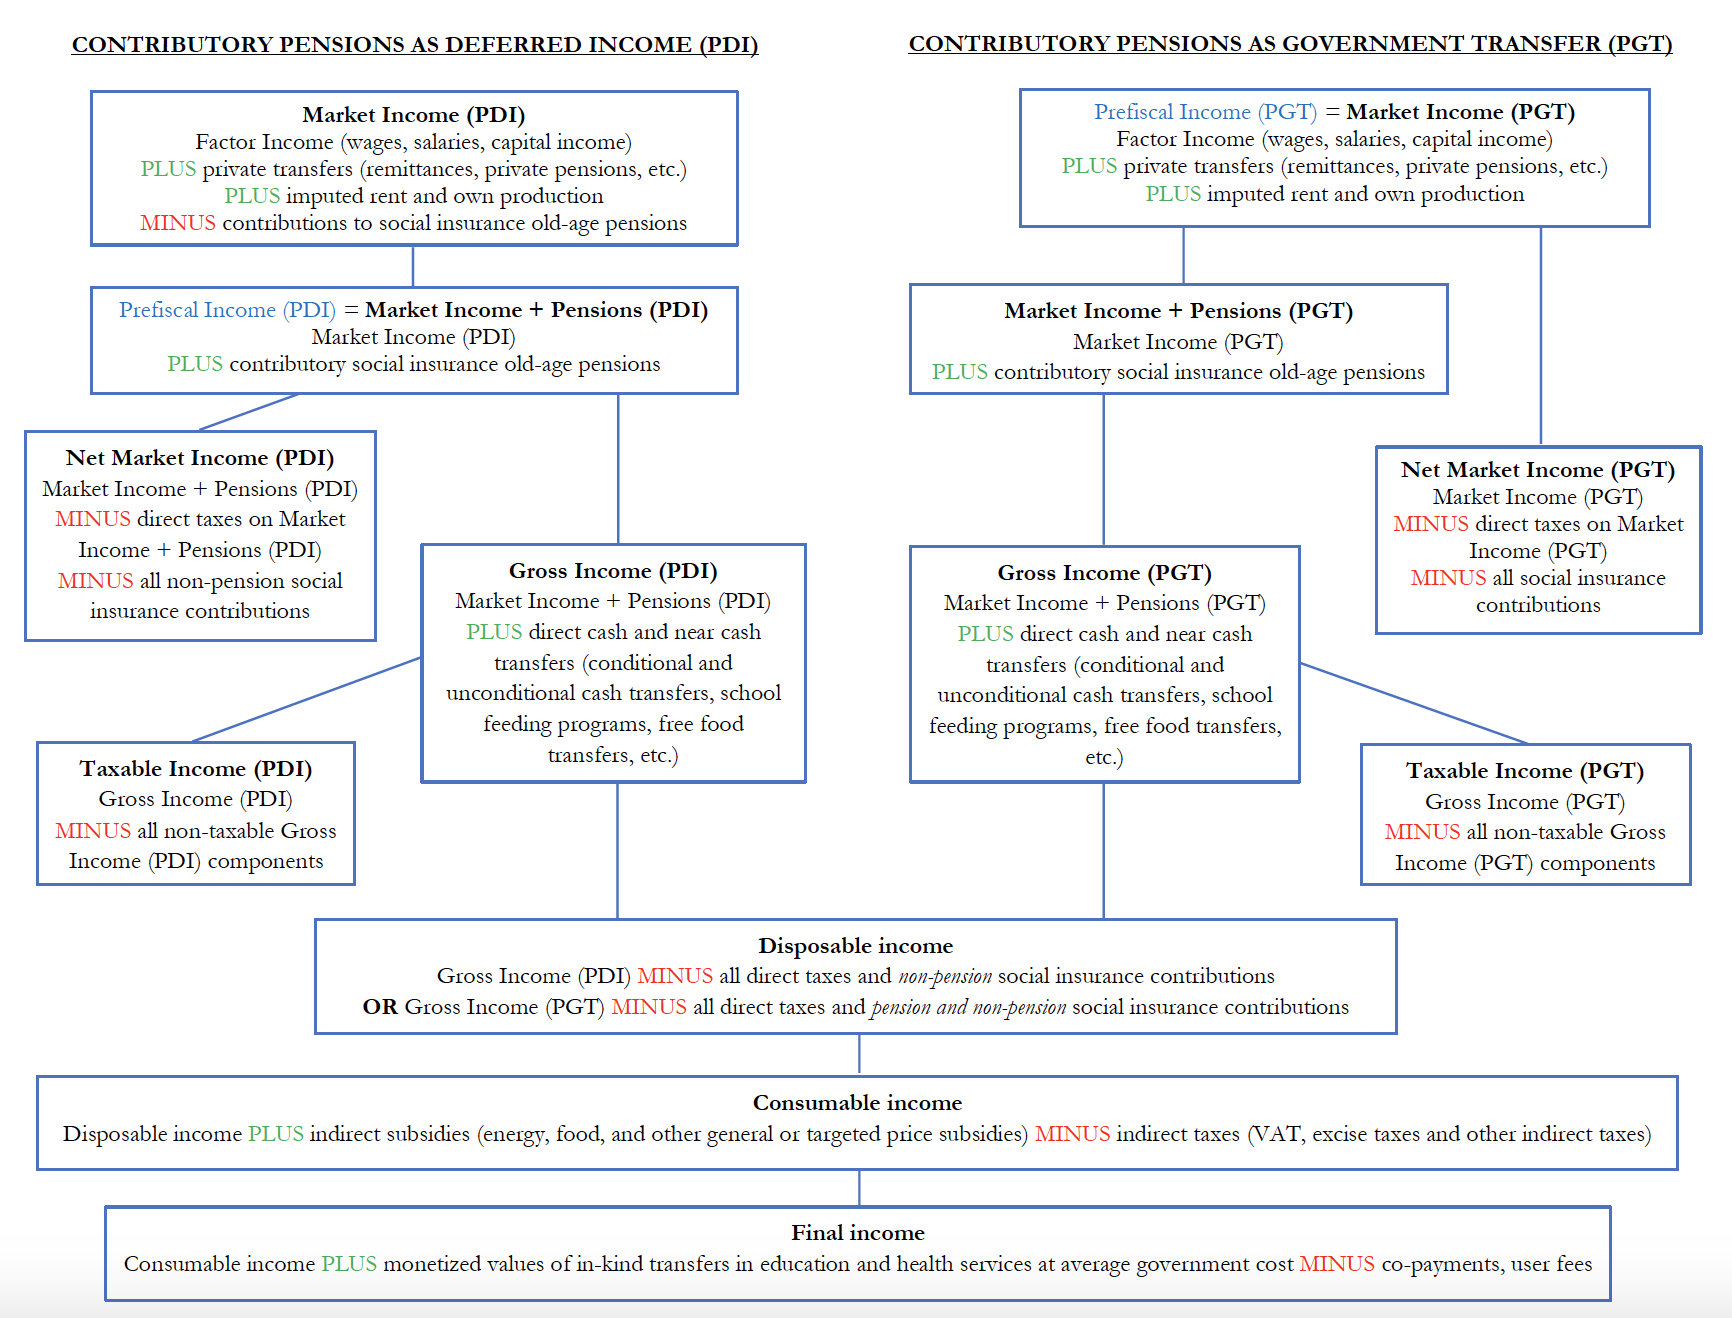 CONTRIBUTORY PENSIONS AS DEFERRED INCOME (PDI)
Market Income (PDI)
Factor Income (wages, salaries, capital income)
PLUS private transfers (remittances, private pensions, etc.)
PLUS imputed rent and own production
MINUS contributions to social insurance old-age pensions
Prefiscal Income (PDI) = Market Income + Pensions (PDI)
Market Income (PDI)
PLUS contributory social insurance old-age pensions
Net Market Income (PDI)
Market Income + Pensions (PDI)
MINUS direct taxes on Market
Income + Pensions (PDI)
MINUS all non-pension social
insurance contributions
Gross Income (PDI)
Market Income + Pensions (PDI)
PLUS direct cash and near cash
transfers (conditional and
unconditional cash transfers, school
feeding programs, free food
transfers, etc.)
Taxable Income (PDI)
Gross Income (PDI)
MINUS all non-taxable Gross
Income (PDI) components
CONTRIBUTORY PENSIONS AS GOVERNMENT TRANSFER (PGT)
Prefiscal Income (PGT) = Market Income (PGT)
Factor Income (wages, salaries, capital income)
PLUS private transfers (remittances, private pensions, etc.)
PLUS imputed rent and own production
Market Income + Pensions (PGT)
Market Income (PGT)
PLUS contributory social insurance old-age pensions
Net Market Income (PGT)
Market Income (PGT)
MINUS direct taxes on Market
Income (PGT)
MINUS all social insurance
contributions
Gross Income (PGT)
Market Income + Pensions (PGT)
PLUS direct cash and near cash
transfers (conditional and
unconditional cash transfers, school
feeding programs, free food transfers,
etc.)
Taxable Income (PGT)
Gross Income (PGT)
MINUS all non-taxable Gross
Income (PGT) components
Disposable income
Gross Income (PDI) MINUS all direct taxes and non-pension social insurance contributions
OR Gross Income (PGT) MINUS all direct taxes and pension and non-pension social insurance contributions
Consumable income
Disposable income PLUS indirect subsidies (energy, food, and other general or targeted price subsidies) MINUS indirect taxes (VAT, excise taxes and other indirect taxes)
Final income
Consumable income PLUS monetized values of in-kind transfers in education and health services at average government cost MINUS co-payments, user fees